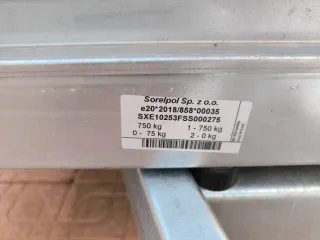 Sorelpol Sp. z o.o.
e20*2018/858*00035
SXE10253FSS000275
750 kg 1 - 750 kg
0 - 75 kg 2 - 0 kg